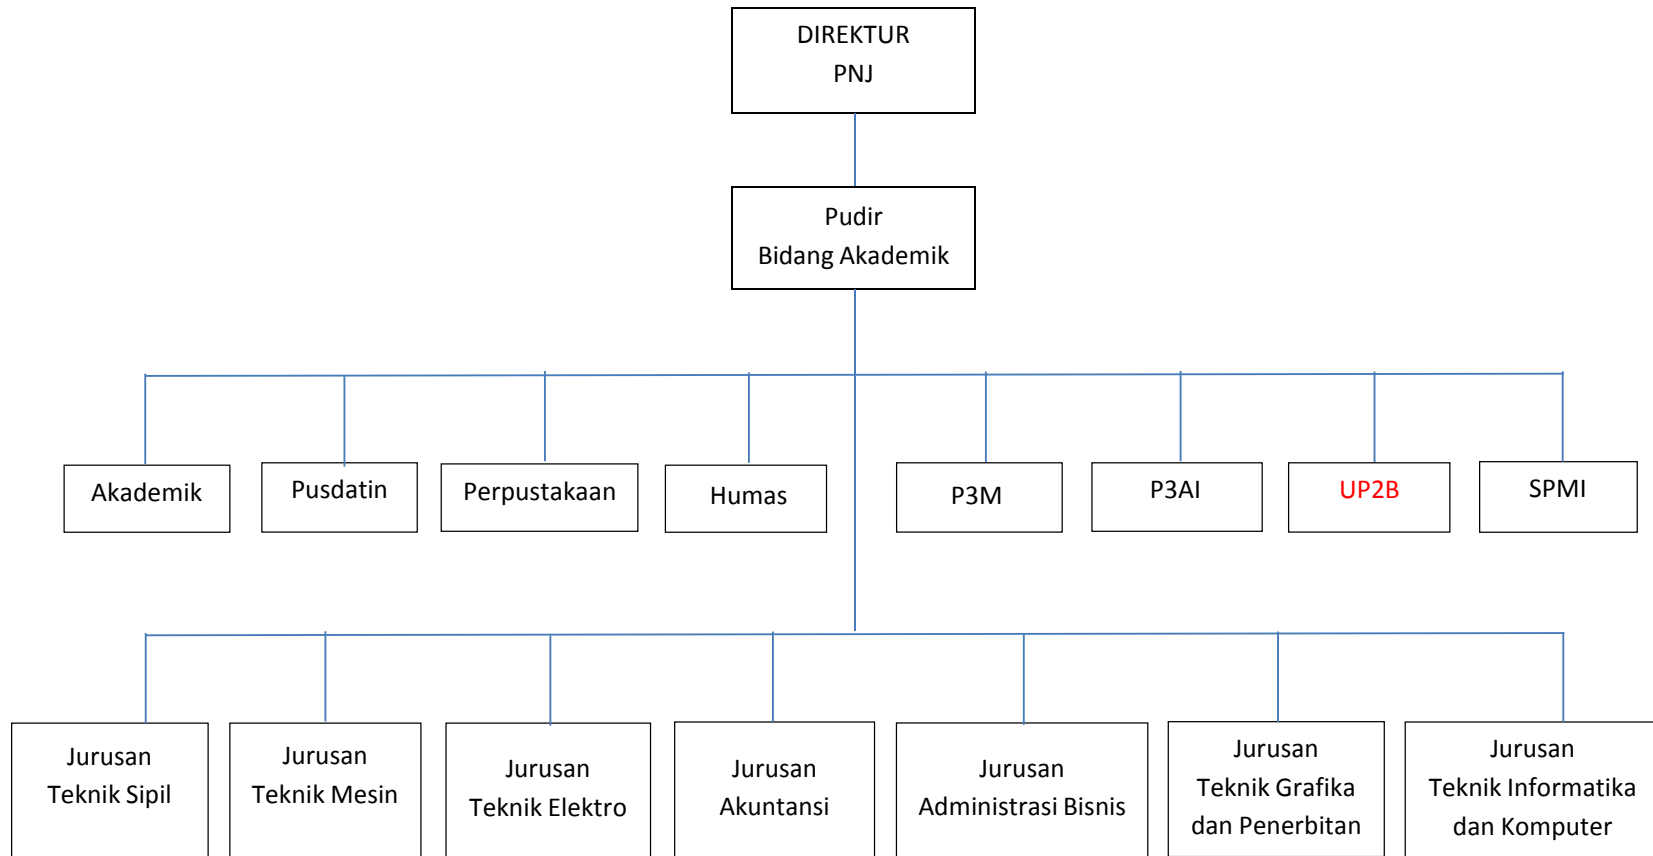 DIREKTUR
PNJ
Pudir
Bidang Akademik
Akademik
Pusdatin
Perpustakaan
Humas
P3M
P3AI
UP2B
SPMI
Jurusan
Teknik Sipil
Jurusan
Teknik Mesin
Jurusan
Teknik Elektro
Jurusan
Akuntansi
Jurusan
Administrasi Bisnis
Jurusan
Teknik Grafika
dan Penerbitan
Jurusan
Teknik Informatika
dan Komputer